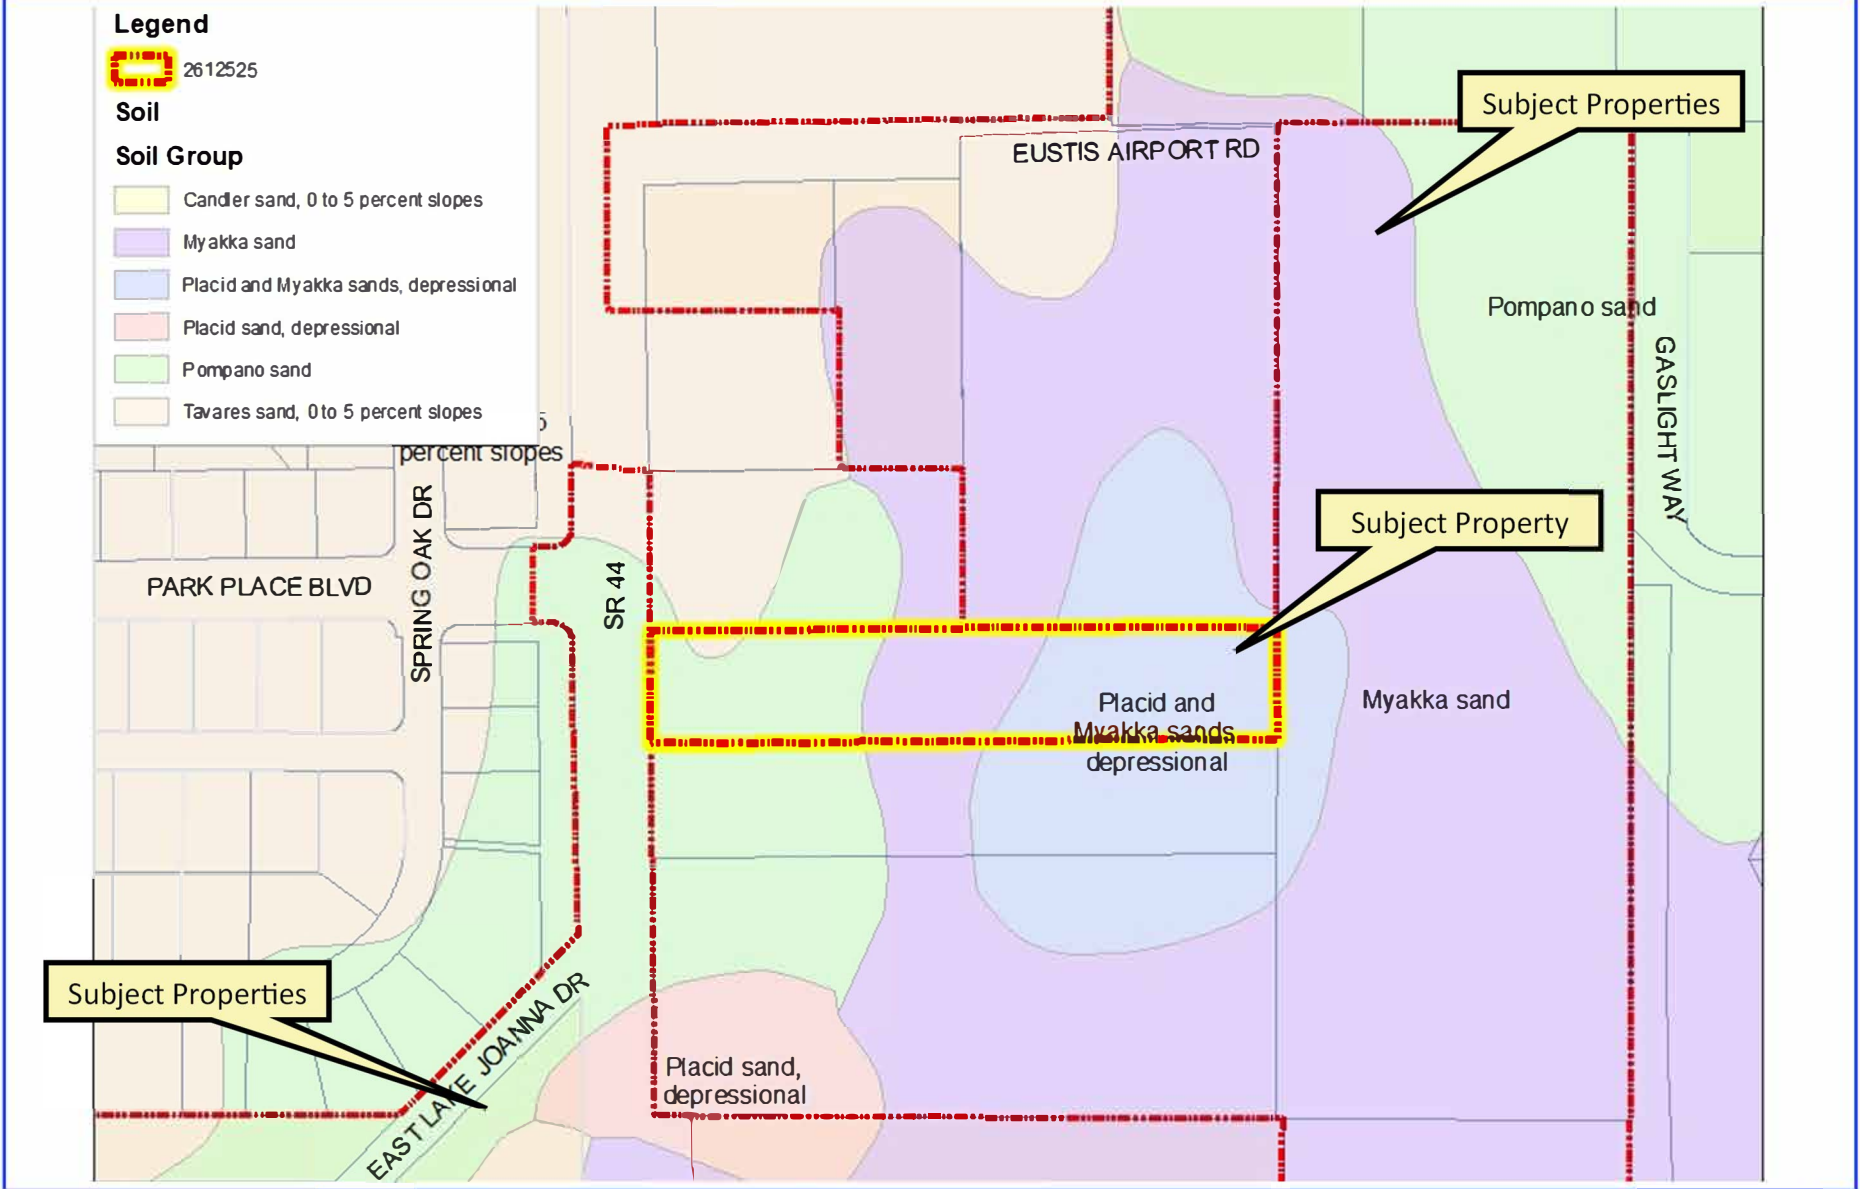 Legend
2612525
Soil
Soil Group
Candler sand, 0 to 5 percent slopes
Myakka sand
Placid and Myakka sands, depressional
Placid sand, depressional
Pompano sand
Tavares sand, 0 to 5 percent slopes
5
percent slopes
Subject Properties
EUSTIS AIRPORT RD
Pompano sand
GASLIGHT WAY
Subject Property
PARK PLACE BLVD
SPRING OAK DR
SR 44
Placid and
Myakka sands
depressional
Myakka sand
Subject Properties
EAST LAKE JOANNA DR
Placid sand,
depressional